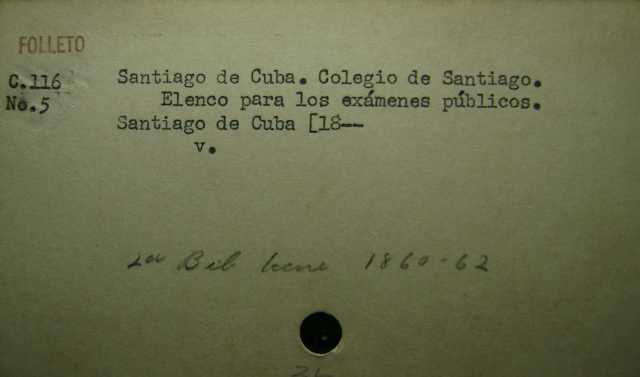 FOLLETO
C.116 Santiago de Cuba. Colegio de Santiago.
No.5 Elenco para los exámenes públicos.
Santiago de Cuba [18--
v.
La Bib tiene 1860-62